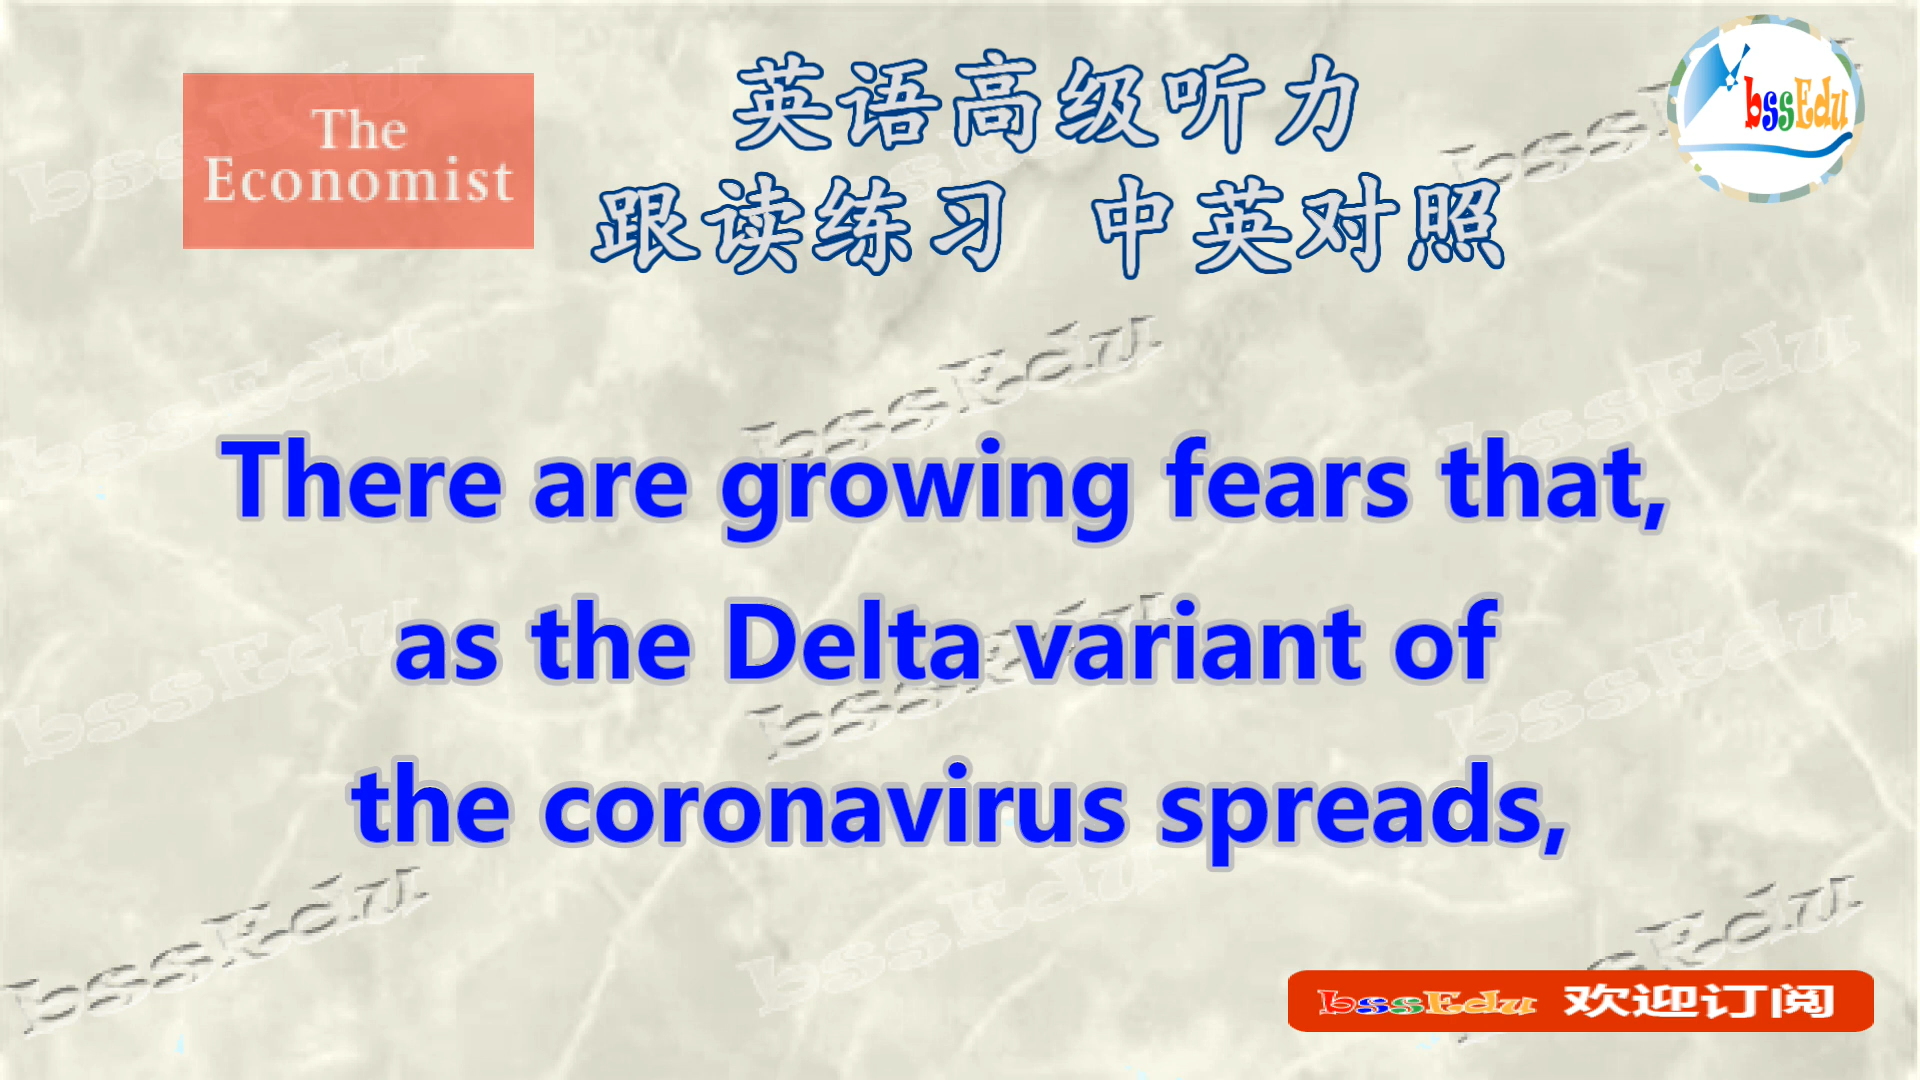 The
Economist
英语高级听力
跟读练习 中英对照
bssEdu
There are growing fears that,
as the Delta variant of
the coronavirus spreads,
bssEdu 欢迎订阅